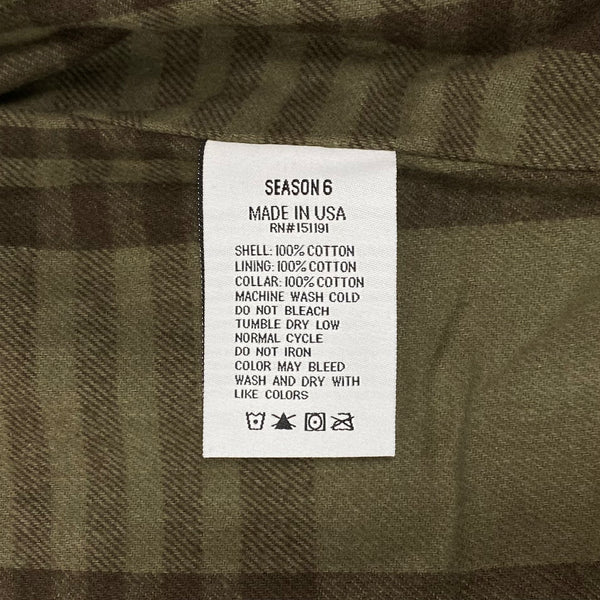 SEASON 6
MADE IN USA
RN#151191
SHELL: 100% COTTON
LINING: 100% COTTON
COLLAR: 100% COTTON
MACHINE WASH COLD
DO NOT BLEACH
TUMBLE DRY LOW
NORMAL CYCLE
DO NOT IRON
COLOR MAY BLEED
WASH AND DRY WITH
LIKE COLORS